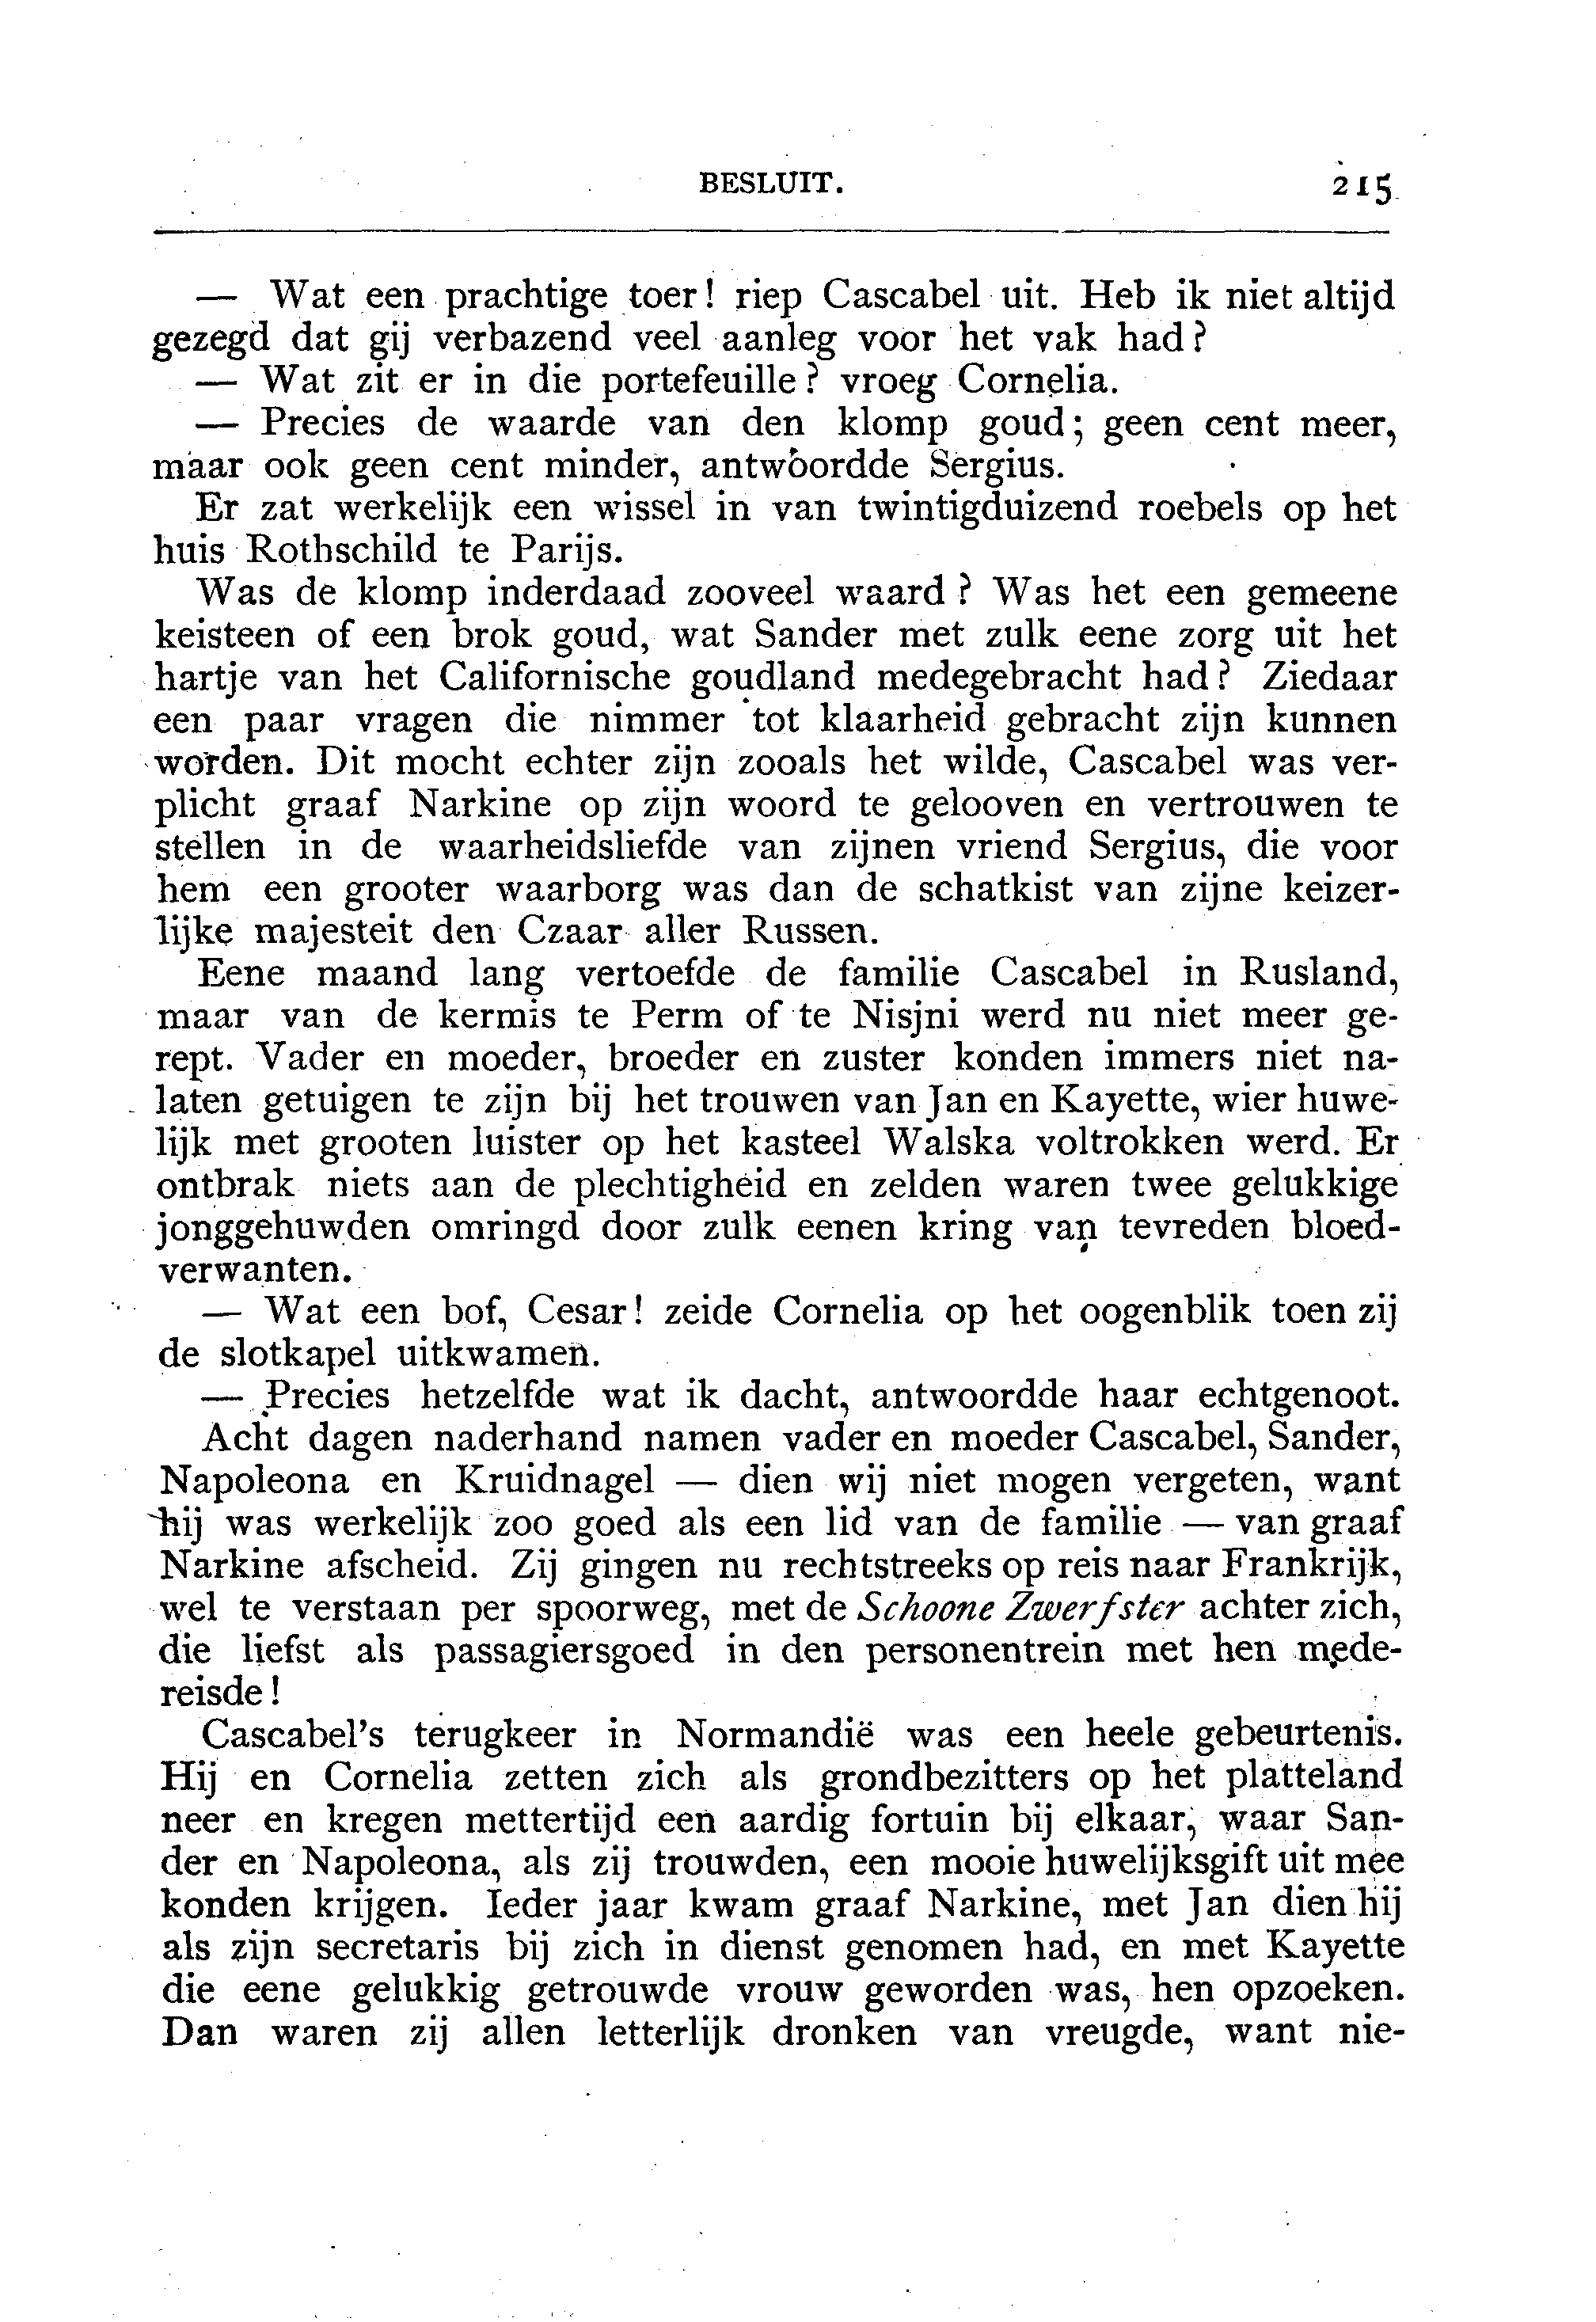 BESLUIT. 215
— Wat een prachtige toer! riep Cascabel uit. Heb ik niet altijd
gezegd dat gij verbazend veel aanleg voor het vak had?
— Wat zit er in die portefeuille? vroeg Cornelia.
— Precies de waarde van den klomp goud; geen cent meer,
maar ook geen cent minder, antwoordde Sergius.
Er zat werkelijk een wissel in van twintigduizend roebels op het
huis Rothschild te Parijs.
Was de klomp inderdaad zooveel waard? Was het een gemeene
keisteen of een brok goud, wat Sander met zulk eene zorg uit het
hartje van het Californische goudland medegebracht had? Ziedaar
een paar vragen die nimmer tot klaarheid gebracht zijn kunnen
worden. Dit mocht echter zijn zooals het wilde, Cascabel was ver-
plicht graaf Narkine op zijn woord te gelooven en vertrouwen te
stellen in de waarheidsliefde van zijnen vriend Sergius, die voor
hem een grooter waarborg was dan de schatkist van zijne keizer-
lijke majesteit den Czaar aller Russen.
Eene maand lang vertoefde de familie Cascabel in Rusland,
maar van de kermis te Perm of te Nisjni werd nu niet meer ge-
rept. Vader en moeder, broeder en zuster konden immers niet na-
laten getuigen te zijn bij het trouwen van Jan en Kayette, wier huwe-
lijk met grooten luister op het kasteel Walska voltrokken werd. Er
ontbrak niets aan de plechtigheid en zelden waren twee gelukkige
jonggehuwden omringd door zulk eenen kring van tevreden bloed-
verwanten.
— Wat een bof, Cesar! zeide Cornelia op het oogenblik toen zij
de slotkapel uitkwamen.
— Precies hetzelfde wat ik dacht, antwoordde haar echtgenoot.
Acht dagen naderhand namen vader en moeder Cascabel, Sander,
Napoleona en Kruidnagel — dien wij niet mogen vergeten, want
hij was werkelijk zoo goed als een lid van de familie — van graaf
Narkine afscheid. Zij gingen nu rechtstreeks op reis naar Frankrijk,
wel te verstaan per spoorweg, met de Schoone Zwerfster achter zich,
die liefst als passagiersgoed in den personentrein met hen mede-
reisde!
Cascabel's terugkeer in Normandië was een heele gebeurtenis.
Hij en Cornelia zetten zich als grondbezitters op het platteland
neer en kregen mettertijd een aardig fortuin bij elkaar, waar San-
der en Napoleona, als zij trouwden, een mooie huwelijksgift uit mee
konden krijgen. Ieder jaar kwam graaf Narkine, met Jan dien hij
als zijn secretaris bij zich in dienst genomen had, en met Kayette
die eene gelukkig getrouwde vrouw geworden was, hen opzoeken.
Dan waren zij allen letterlijk dronken van vreugde, want nie-